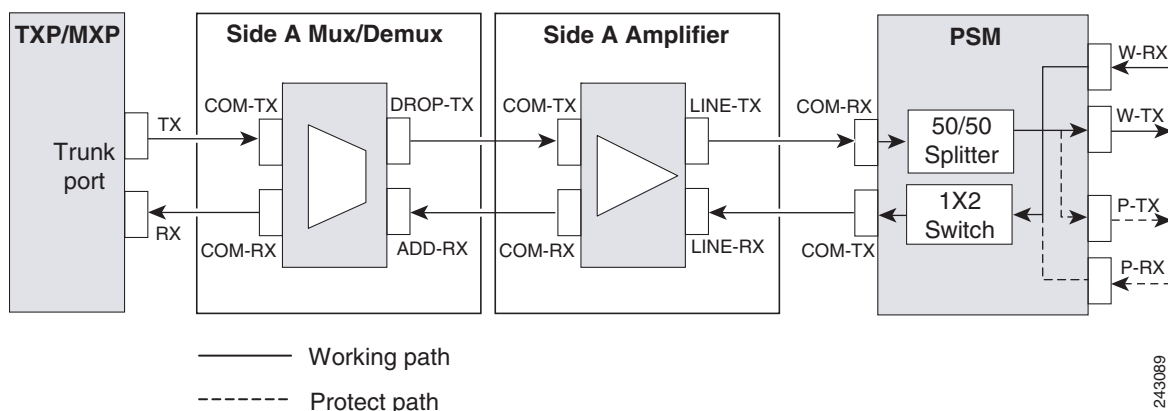 TXP/MXP
Side A Mux/Demux
Side A Amplifier
PSM
W-RX
COM-TX
DROP-TX
COM-TX
LINE-TX
COM-RX
W-TX
TX
50/50
Splitter
Trunk
port
1X2
Switch
P-TX
RX
COM-RX
ADD-RX
COM-RX
LINE-RX
COM-TX
P-RX
Working path
Protect path
243089